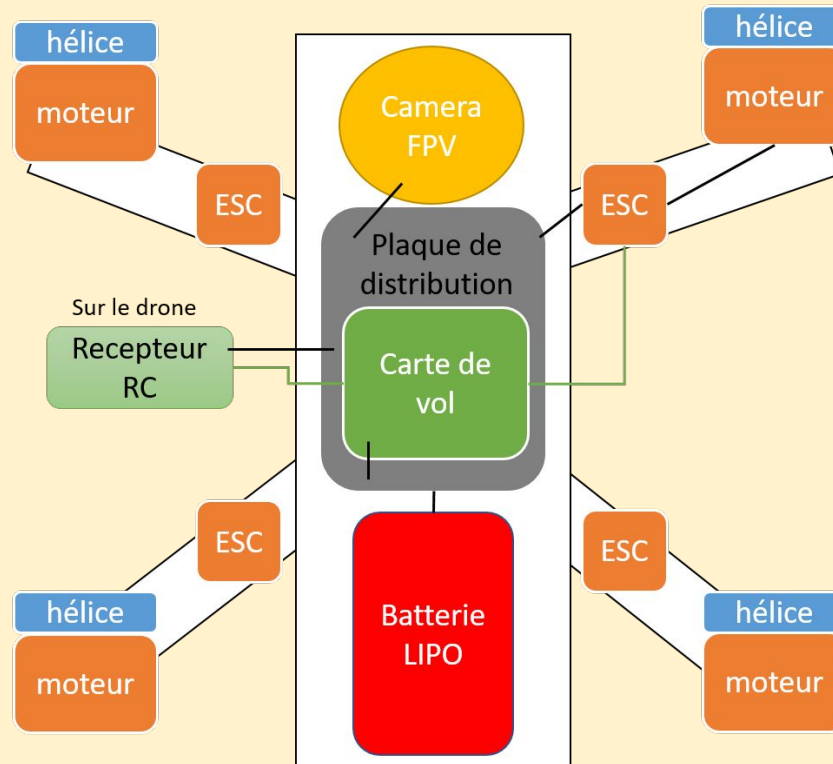 hélice
moteur
ESC
Camera
FPV
hélice
moteur
ESC
Plaque de
distribution
Sur le drone
Recepteur
RC
Carte de
vol
ESC
hélice
moteur
Batterie
LIPO
ESC
hélice
moteur